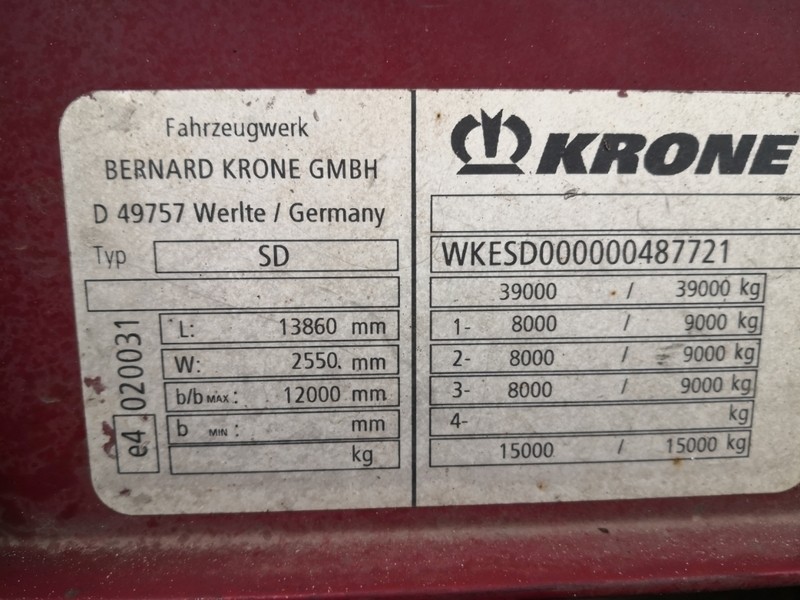 Fahrzeugwerk
BERNARD KRONE GMBH
D 49757 Werlte / Germany
Typ SD
L: 13860 mm
W: 2550. mm
b/b MAX : 12000 mm
b MIN : mm
kg
e4 020031
KRONE
WKESD000000487721
39000 / 39000 kg
1- 8000 / 9000 kg
2- 8000 / 9000 kg
3- 8000 / 9000 kg
4- kg
15000 / 15000 kg